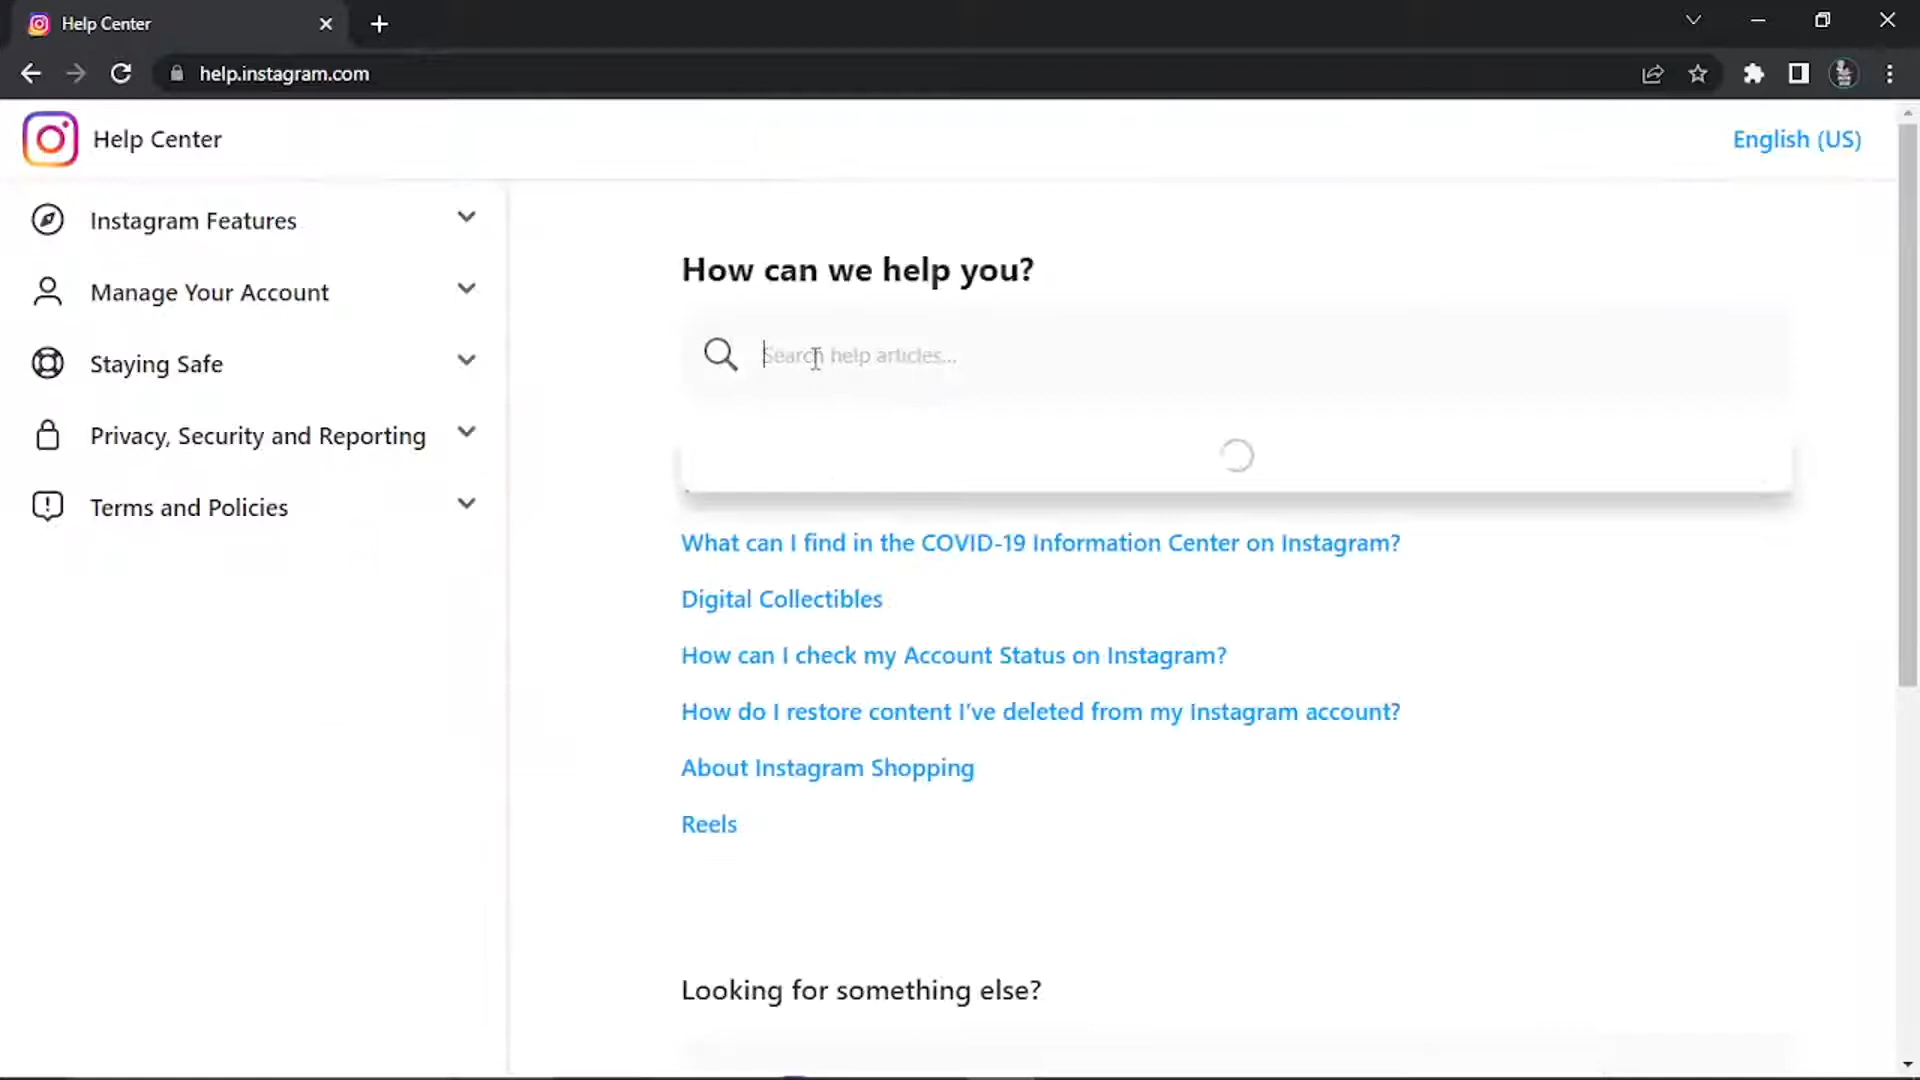 Help Center
help.instagram.com
Help Center
English (US)
Instagram Features
Manage Your Account
Staying Safe
Privacy, Security and Reporting
Terms and Policies
How can we help you?
Search help articles...
What can I find in the COVID-19 Information Center on Instagram?
Digital Collectibles
How can I check my Account Status on Instagram?
How do I restore content I’ve deleted from my Instagram account?
About Instagram Shopping
Reels
Looking for something else?